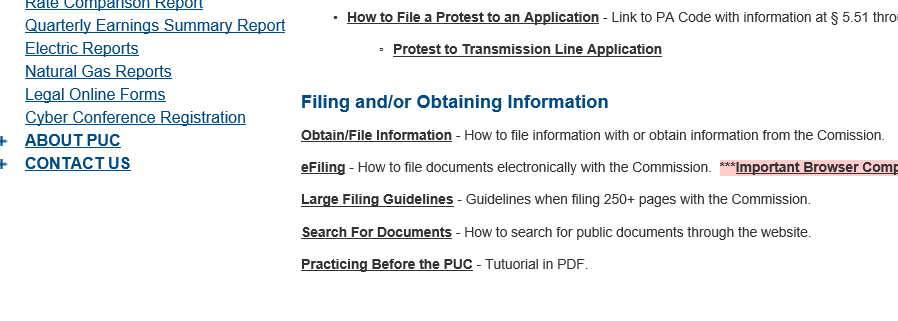 Rate Comparison Report
Quarterly Earnings Summary Report
Electric Reports
Natural Gas Reports
Legal Online Forms
Cyber Conference Registration
+ ABOUT PUC
+ CONTACT US
• How to File a Protest to an Application - Link to PA Code with information at § 5.51
◦ Protest to Transmission Line Application
Filing and/or Obtaining Information
Obtain/File Information - How to file information with or obtain information from the Comission.
eFiling - How to file documents electronically with the Commission. ***Important Browser
Large Filing Guidelines - Guidelines when filing 250+ pages with the Commission.
Search For Documents - How to search for public documents through the website.
Practicing Before the PUC - Tutuorial in PDF.